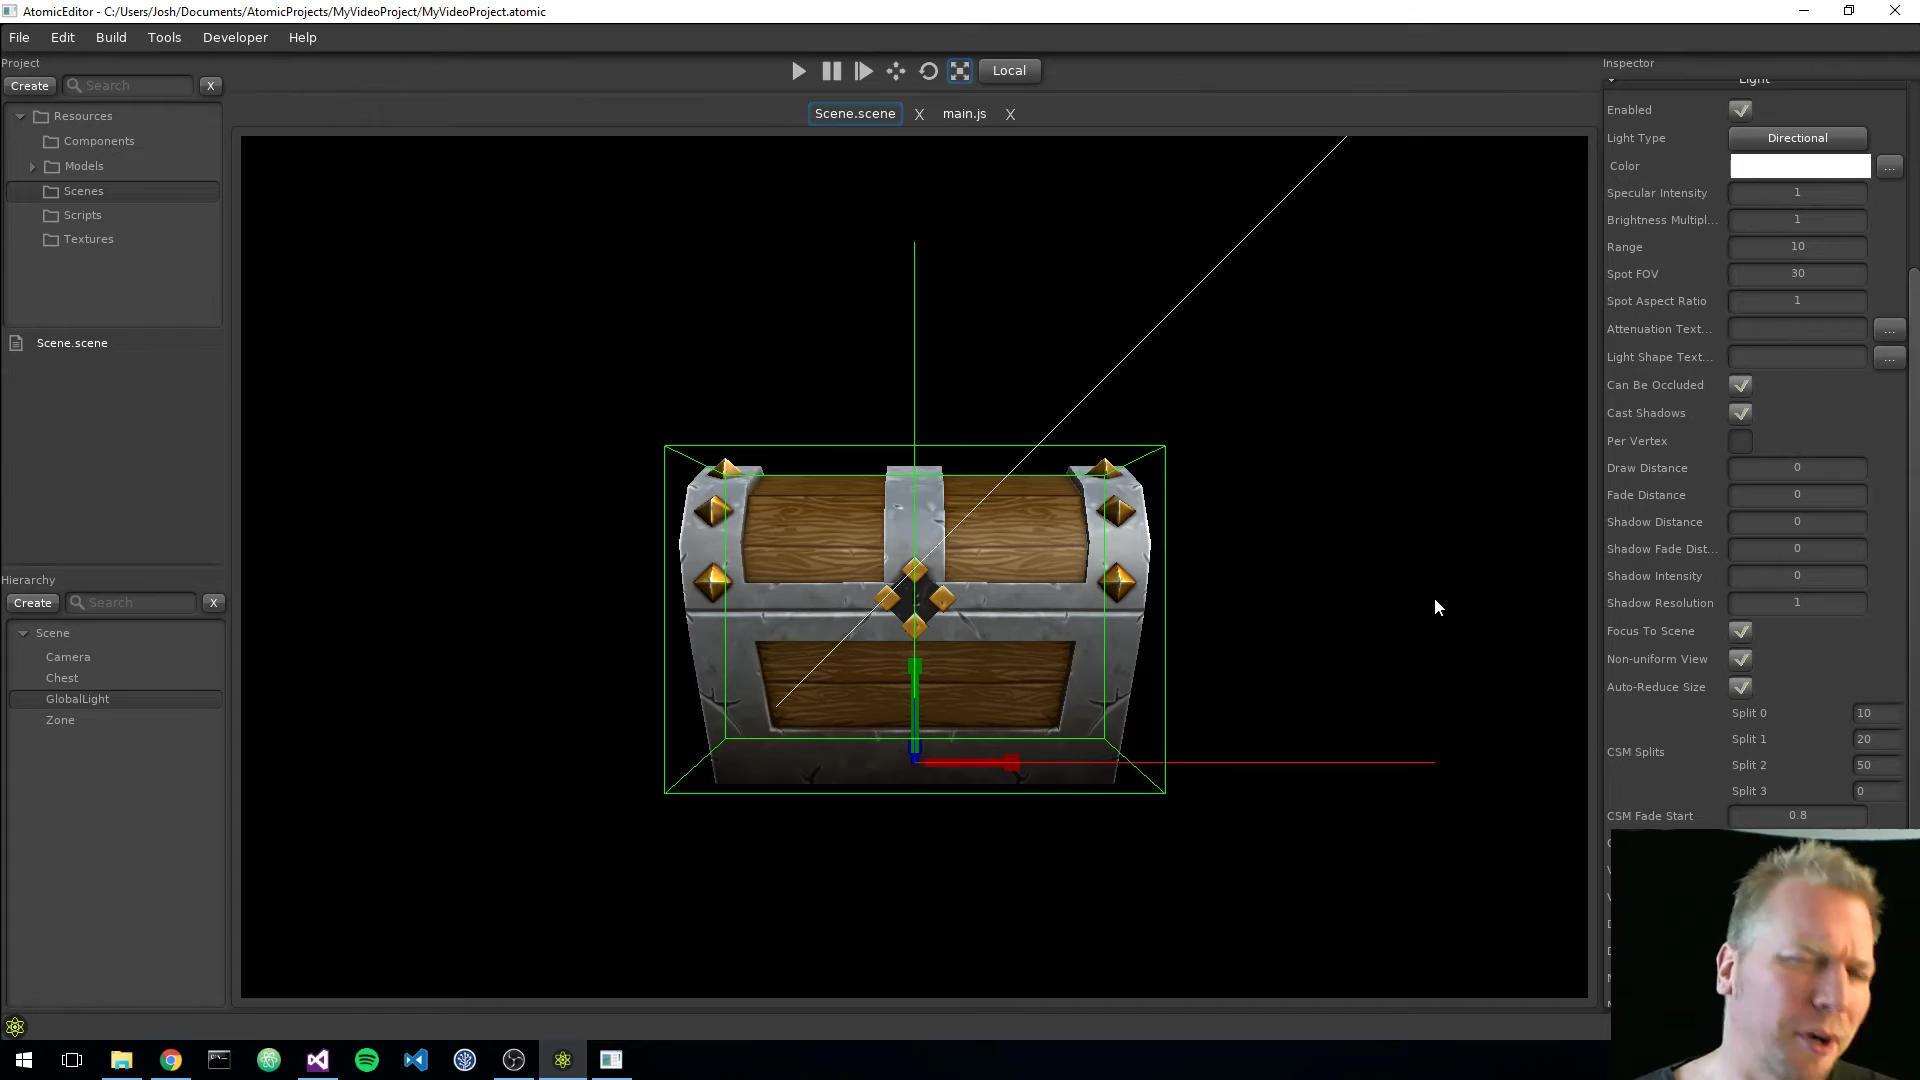 AtomicEditor - C:/Users/Josh/Documents/AtomicProjects/MyVideoProject/MyVideoProject.atomic
File Edit Build Tools Developer Help
Project
Create Search X
Resources
Components
Models
Scenes
Scripts
Textures
Scene.scene
Hierarchy
Create Search X
Scene
Camera
Chest
GlobalLight
Zone
Local
Scene.scene X main.js X
Inspector
Light
Enabled
Light Type Directional
Color ...
Specular Intensity 1
Brightness Multipl... 1
Range 10
Spot FOV 30
Spot Aspect Ratio 1
Attenuation Text... ...
Light Shape Text... ...
Can Be Occluded
Cast Shadows
Per Vertex
Draw Distance 0
Fade Distance 0
Shadow Distance 0
Shadow Fade Dist... 0
Shadow Intensity 0
Shadow Resolution 1
Focus To Scene
Non-uniform View
Auto-Reduce Size
CSM Splits
Split 0 10
Split 1 20
Split 2 50
Split 3 0
CSM Fade Start 0.8